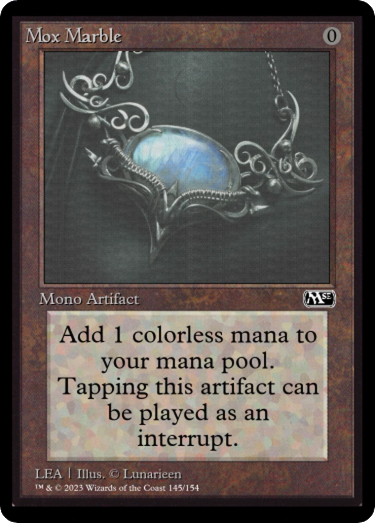 Mox Marble 0
Mono Artifact MSE
Add 1 colorless mana to
your mana pool.
Tapping this artifact can
be played as an
interrupt.
LEA | Illus. © Lunarieen
™ & © 2023 Wizards of the Coast 145/154